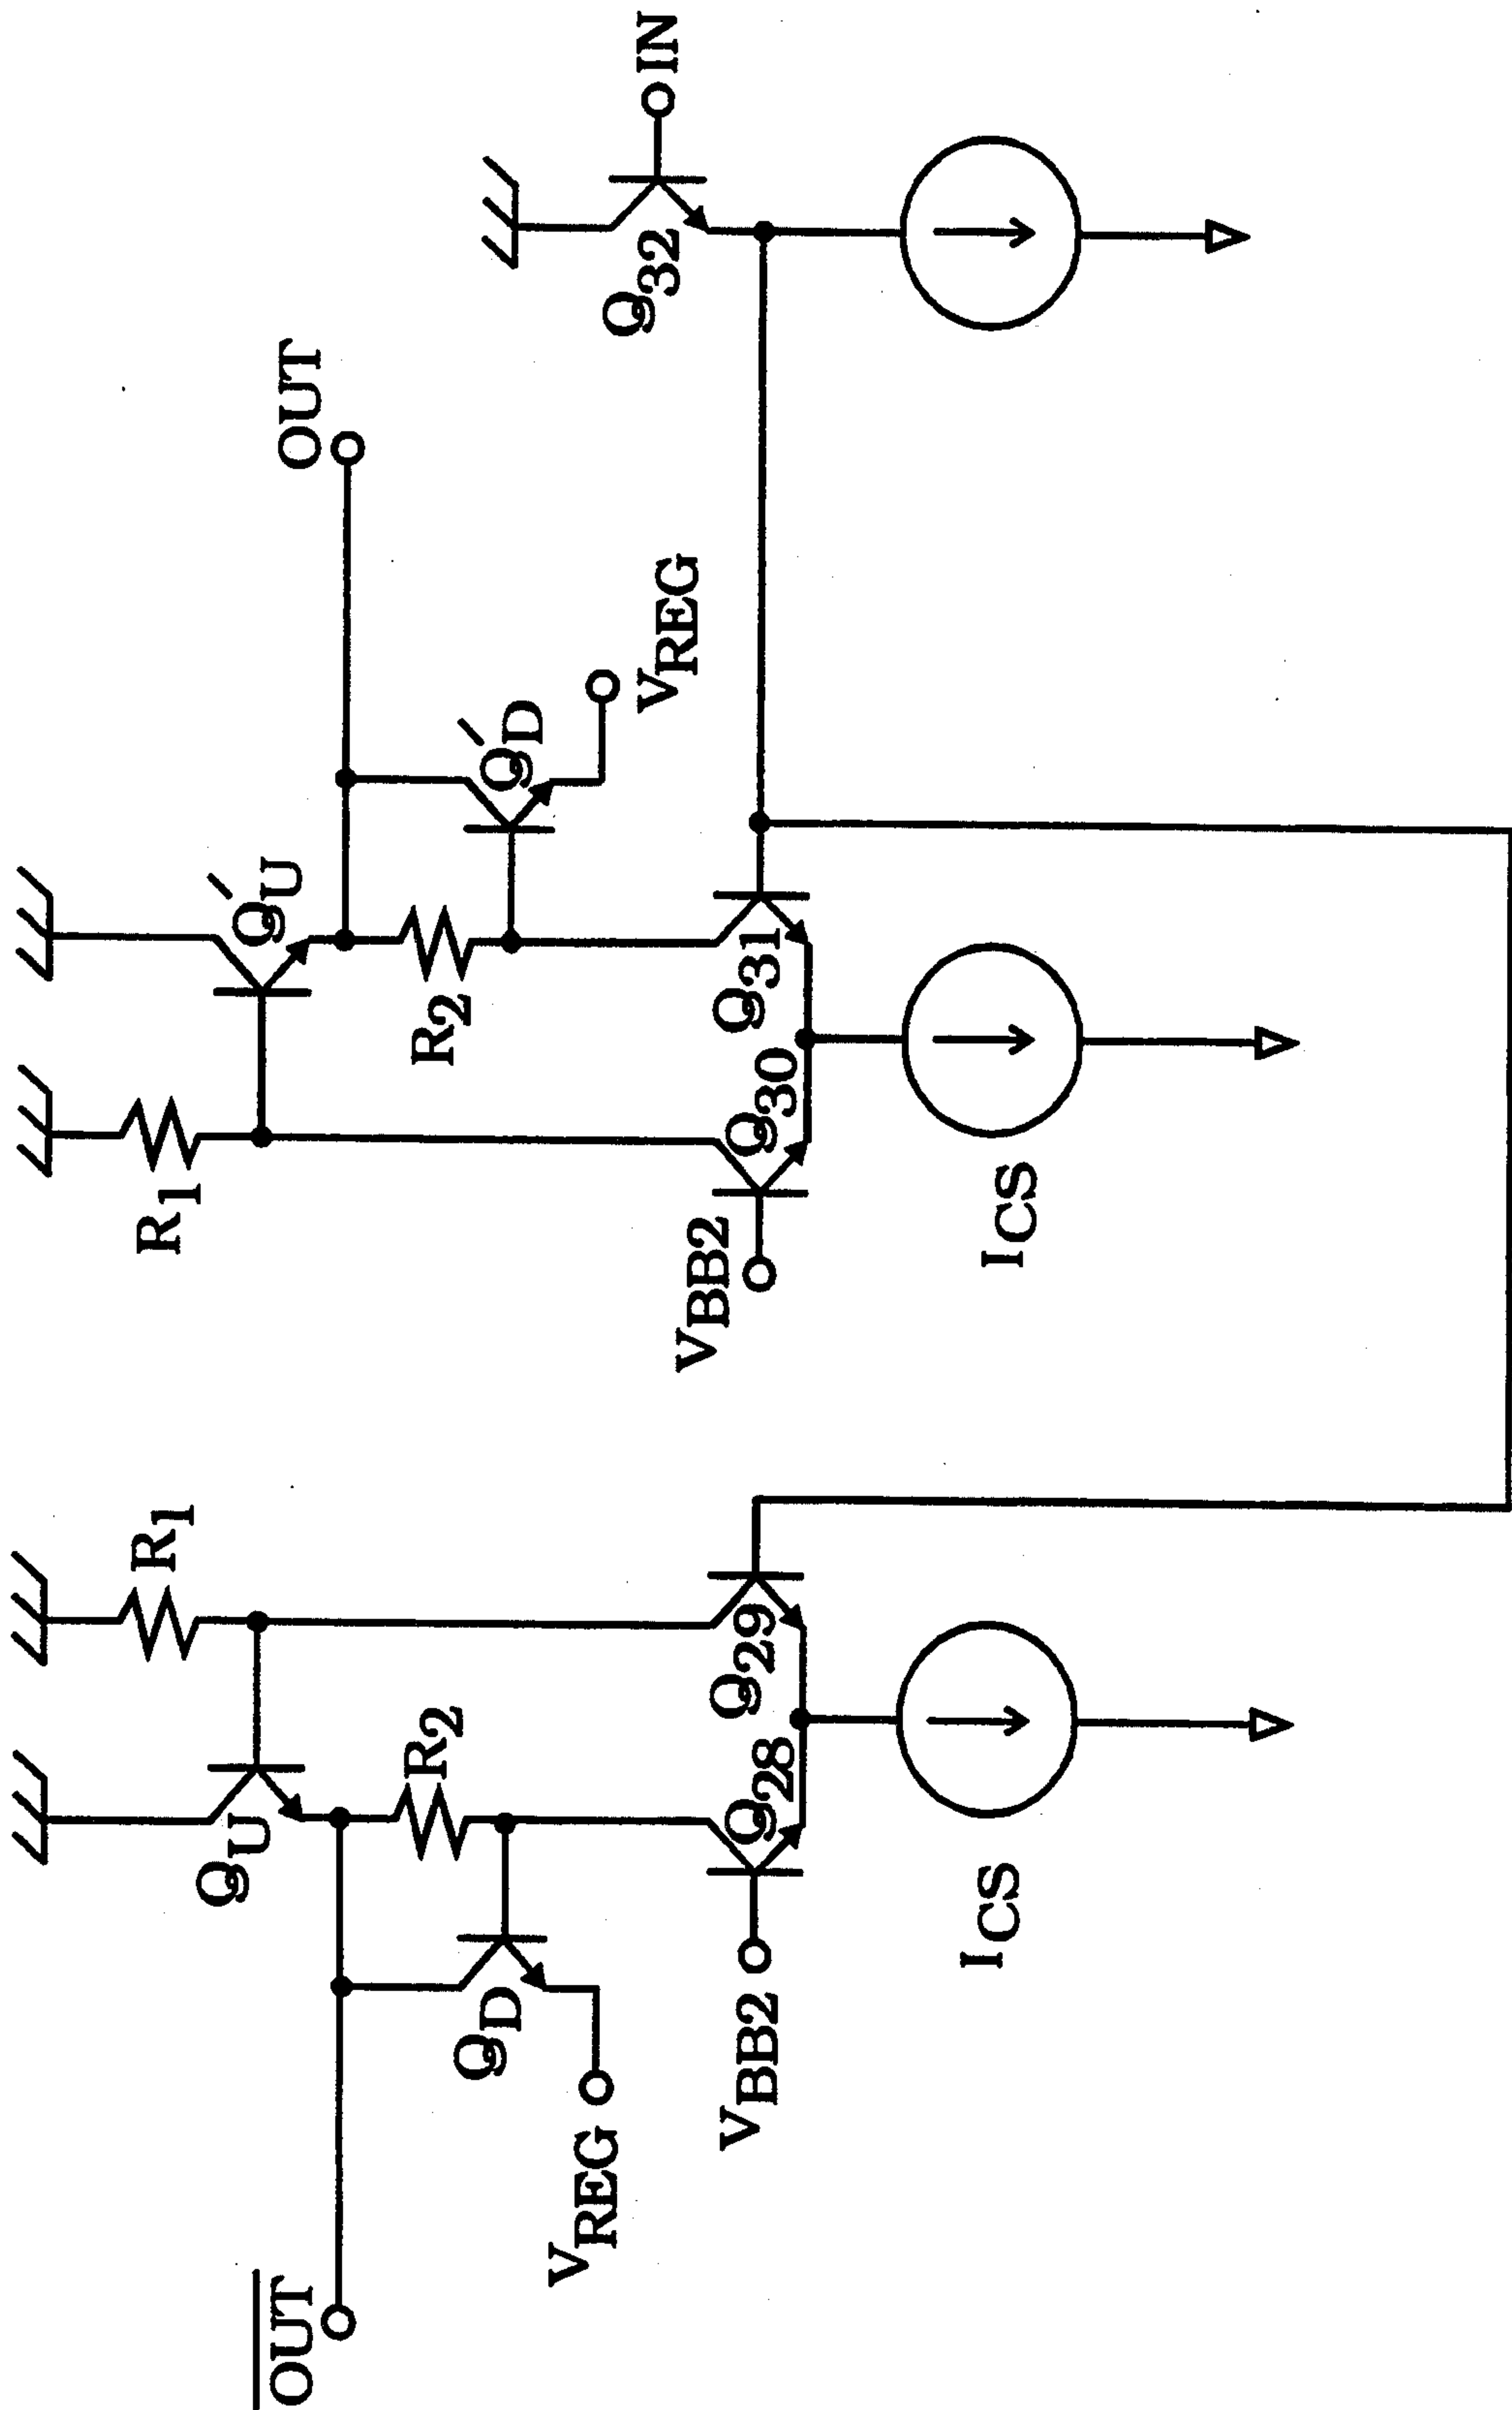 R1
R1
QU
Q′U
O̅U̅T̅
OUT
R2
R2
QD
Q′D
VREG
VREG
Q32
IN
VBB2
Q28
Q29
VBB2
Q30
Q31
ICS
ICS